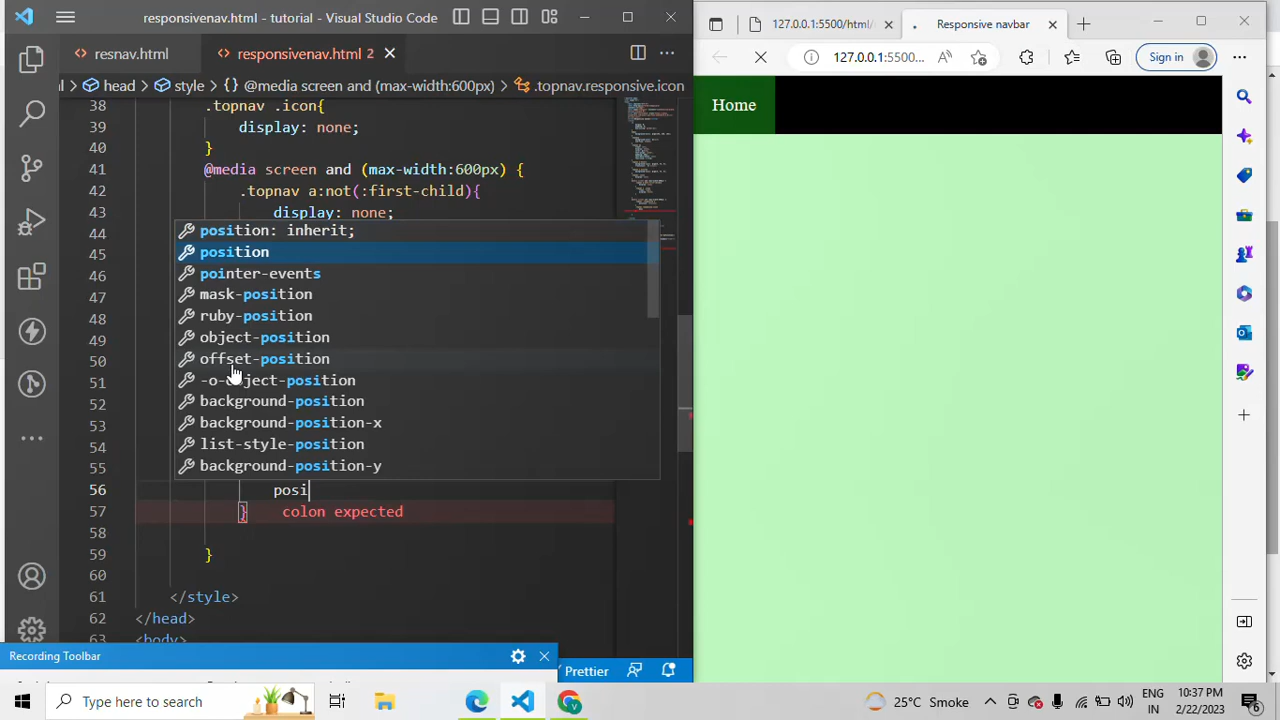 responsivenav.html - tutorial - Visual Studio Code
resnav.html
responsivenav.html 2
head
style
{} @media screen and (max-width:600px)
.topnav.responsive.icon
38 .topnav .icon{
39 display: none;
40 }
41 @media screen and (max-width:600px) {
42 .topnav a:not(:first-child){
43 display: none;
44
45
46
47
48
49
50
51
52
53
54
55
position: inherit;
position
pointer-events
mask-position
ruby-position
object-position
offset-position
-o-object-position
background-position
background-position-x
list-style-position
background-position-y
56 posi
57 } colon expected
58
59 }
60
61 </style>
62 </head>
63 <body>
Recording Toolbar
Prettier
127.0.0.1:5500/html/
Responsive navbar
127.0.0.1:5500...
Sign in
Home
Type here to search
25°C Smoke
ENG
IN
10:37 PM
2/22/2023
6